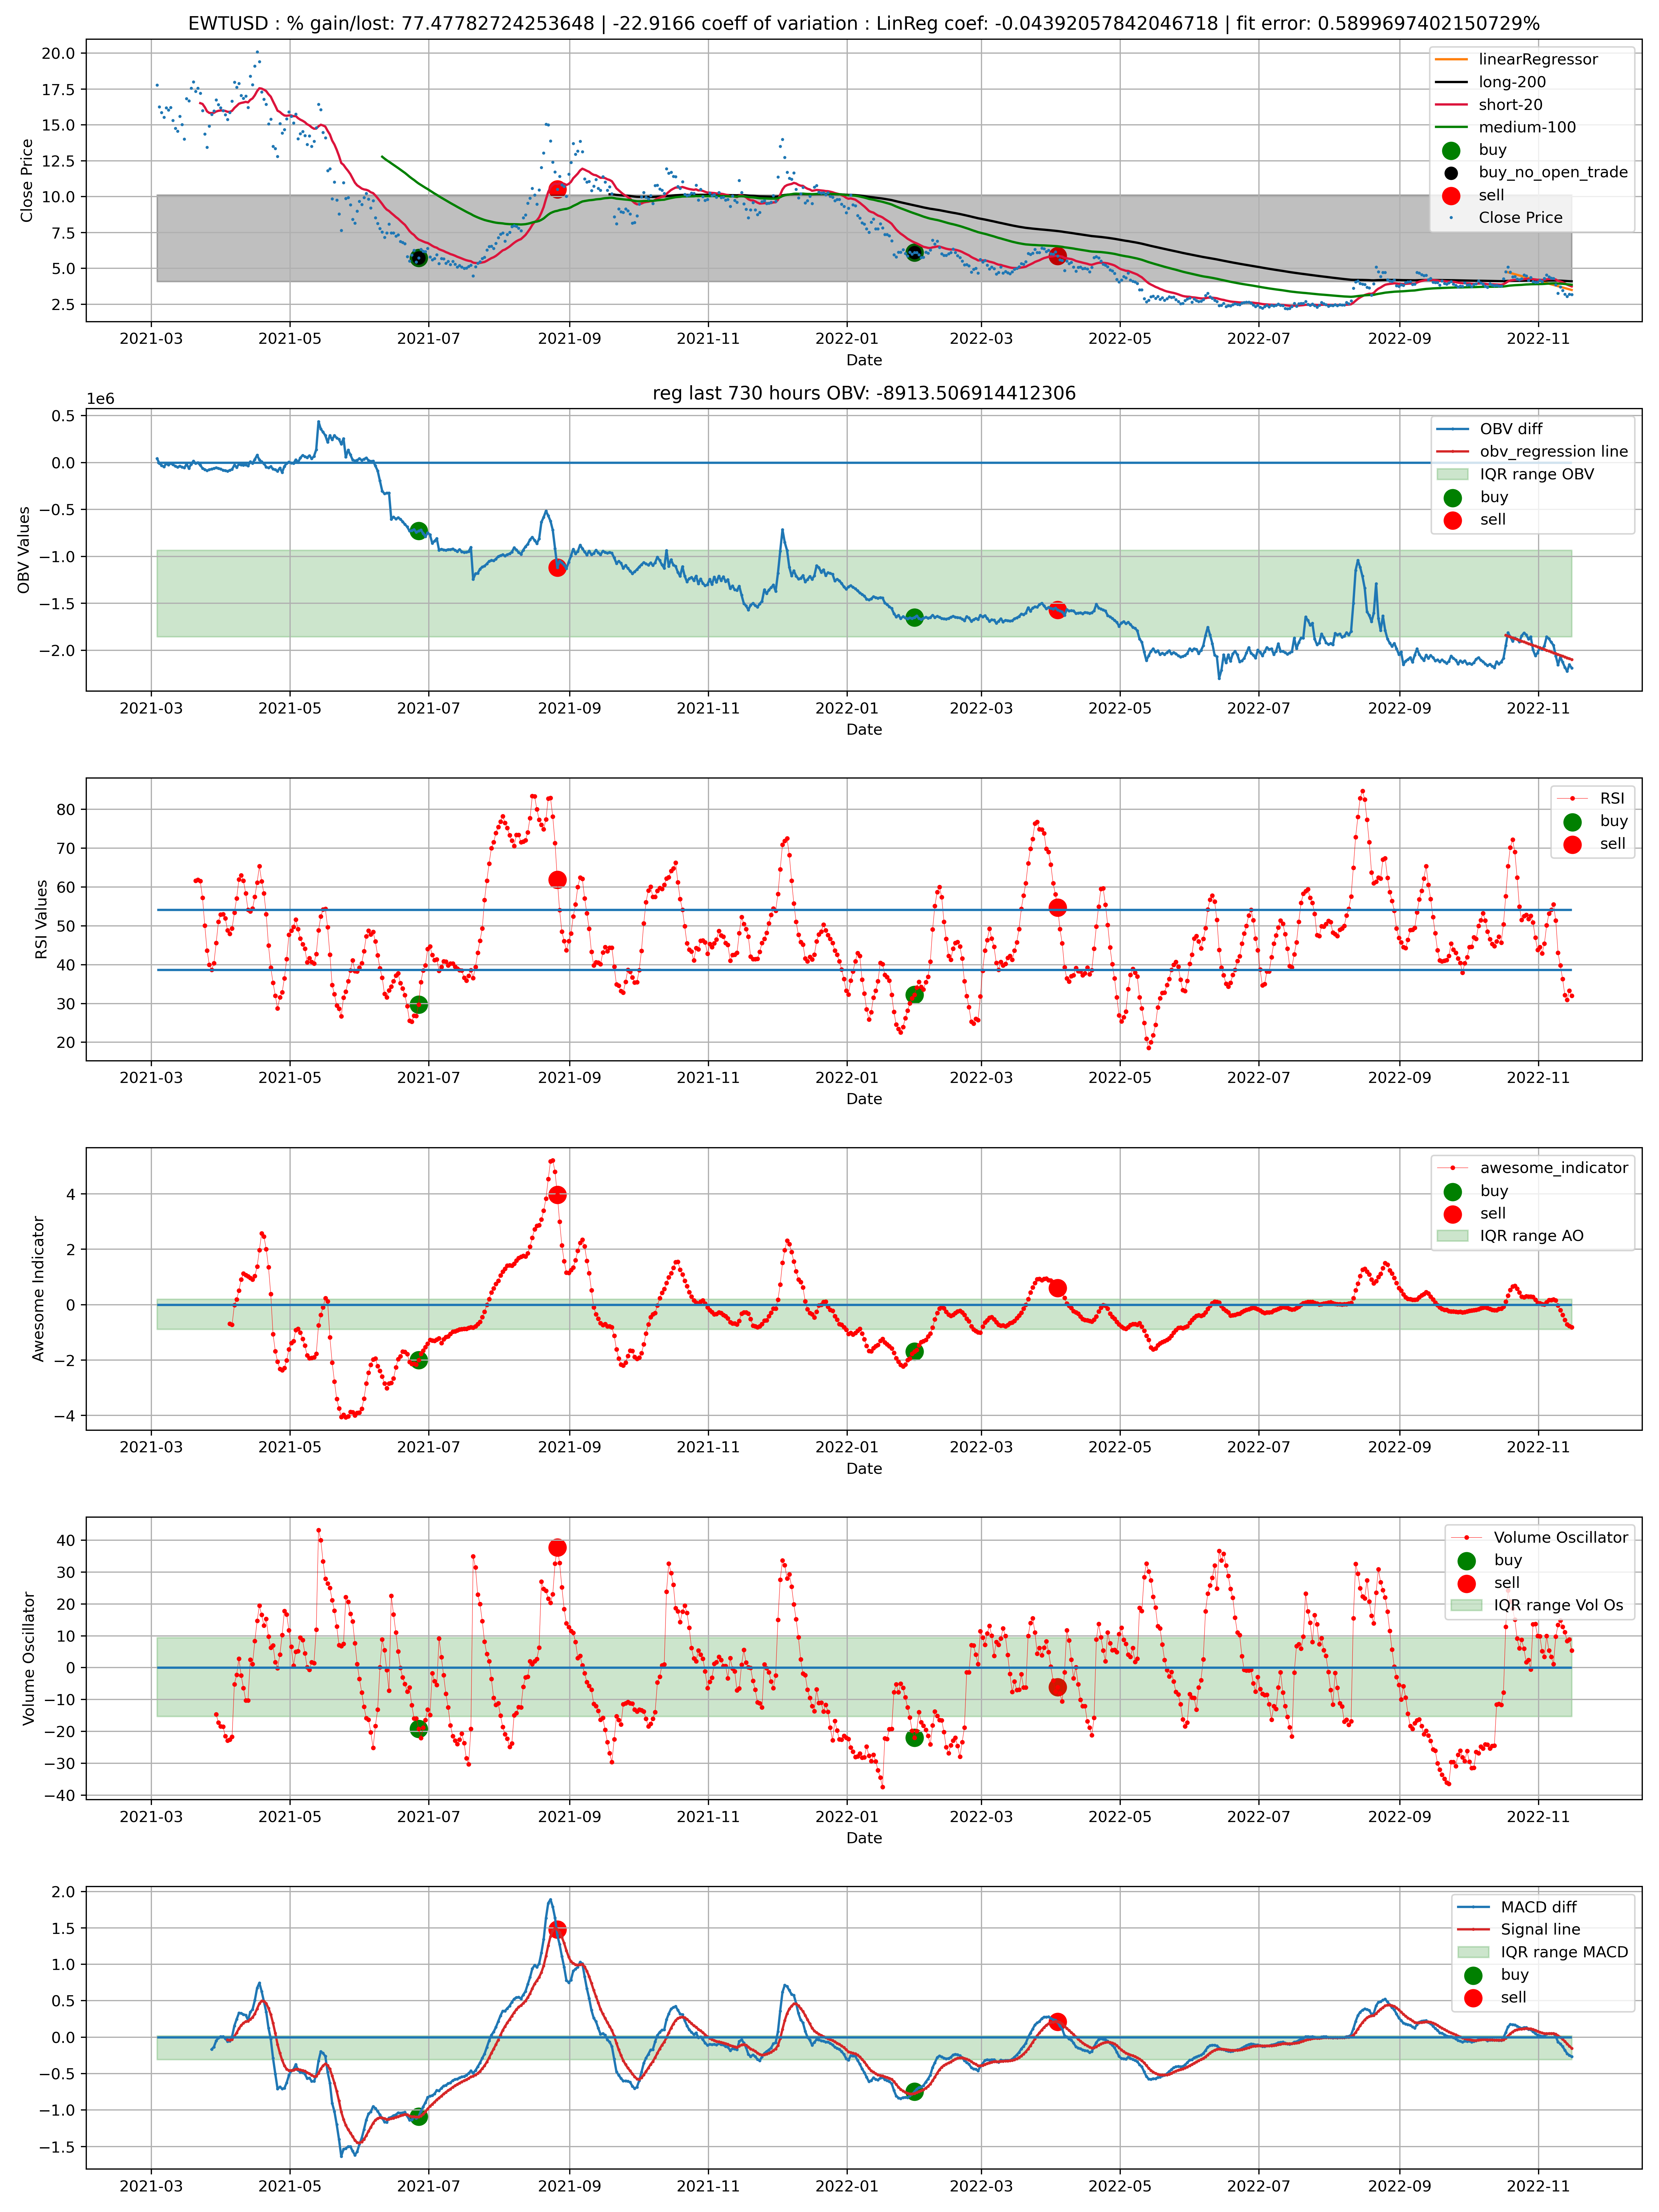 EWTUSD : % gain/lost: 77.47782724253648 | -22.9166 coeff of variation : LinReg coef: -0.04392057842046718 | fit error: 0.5899697402150729%
20.0
17.5
15.0
12.5
10.0
7.5
5.0
2.5
Close Price
linearRegressor
long-200
short-20
medium-100
buy
buy_no_open_trade
sell
Close Price
2021-03 2021-05 2021-07 2021-09 2021-11 2022-01 2022-03 2022-05 2022-07 2022-09 2022-11
Date
reg last 730 hours OBV: -8913.506914412306
1e6
0.5
0.0
−0.5
−1.0
−1.5
−2.0
OBV Values
OBV diff
obv_regression line
IQR range OBV
buy
sell
2021-03 2021-05 2021-07 2021-09 2021-11 2022-01 2022-03 2022-05 2022-07 2022-09 2022-11
Date
80
70
60
50
40
30
20
RSI Values
RSI
buy
sell
2021-03 2021-05 2021-07 2021-09 2021-11 2022-01 2022-03 2022-05 2022-07 2022-09 2022-11
Date
4
2
0
−2
−4
Awesome Indicator
awesome_indicator
buy
sell
IQR range AO
2021-03 2021-05 2021-07 2021-09 2021-11 2022-01 2022-03 2022-05 2022-07 2022-09 2022-11
Date
40
30
20
10
0
−10
−20
−30
−40
Volume Oscillator
Volume Oscillator
buy
sell
IQR range Vol Os
2021-03 2021-05 2021-07 2021-09 2021-11 2022-01 2022-03 2022-05 2022-07 2022-09 2022-11
Date
2.0
1.5
1.0
0.5
0.0
−0.5
−1.0
−1.5
MACD diff
Signal line
IQR range MACD
buy
sell
2021-03 2021-05 2021-07 2021-09 2021-11 2022-01 2022-03 2022-05 2022-07 2022-09 2022-11